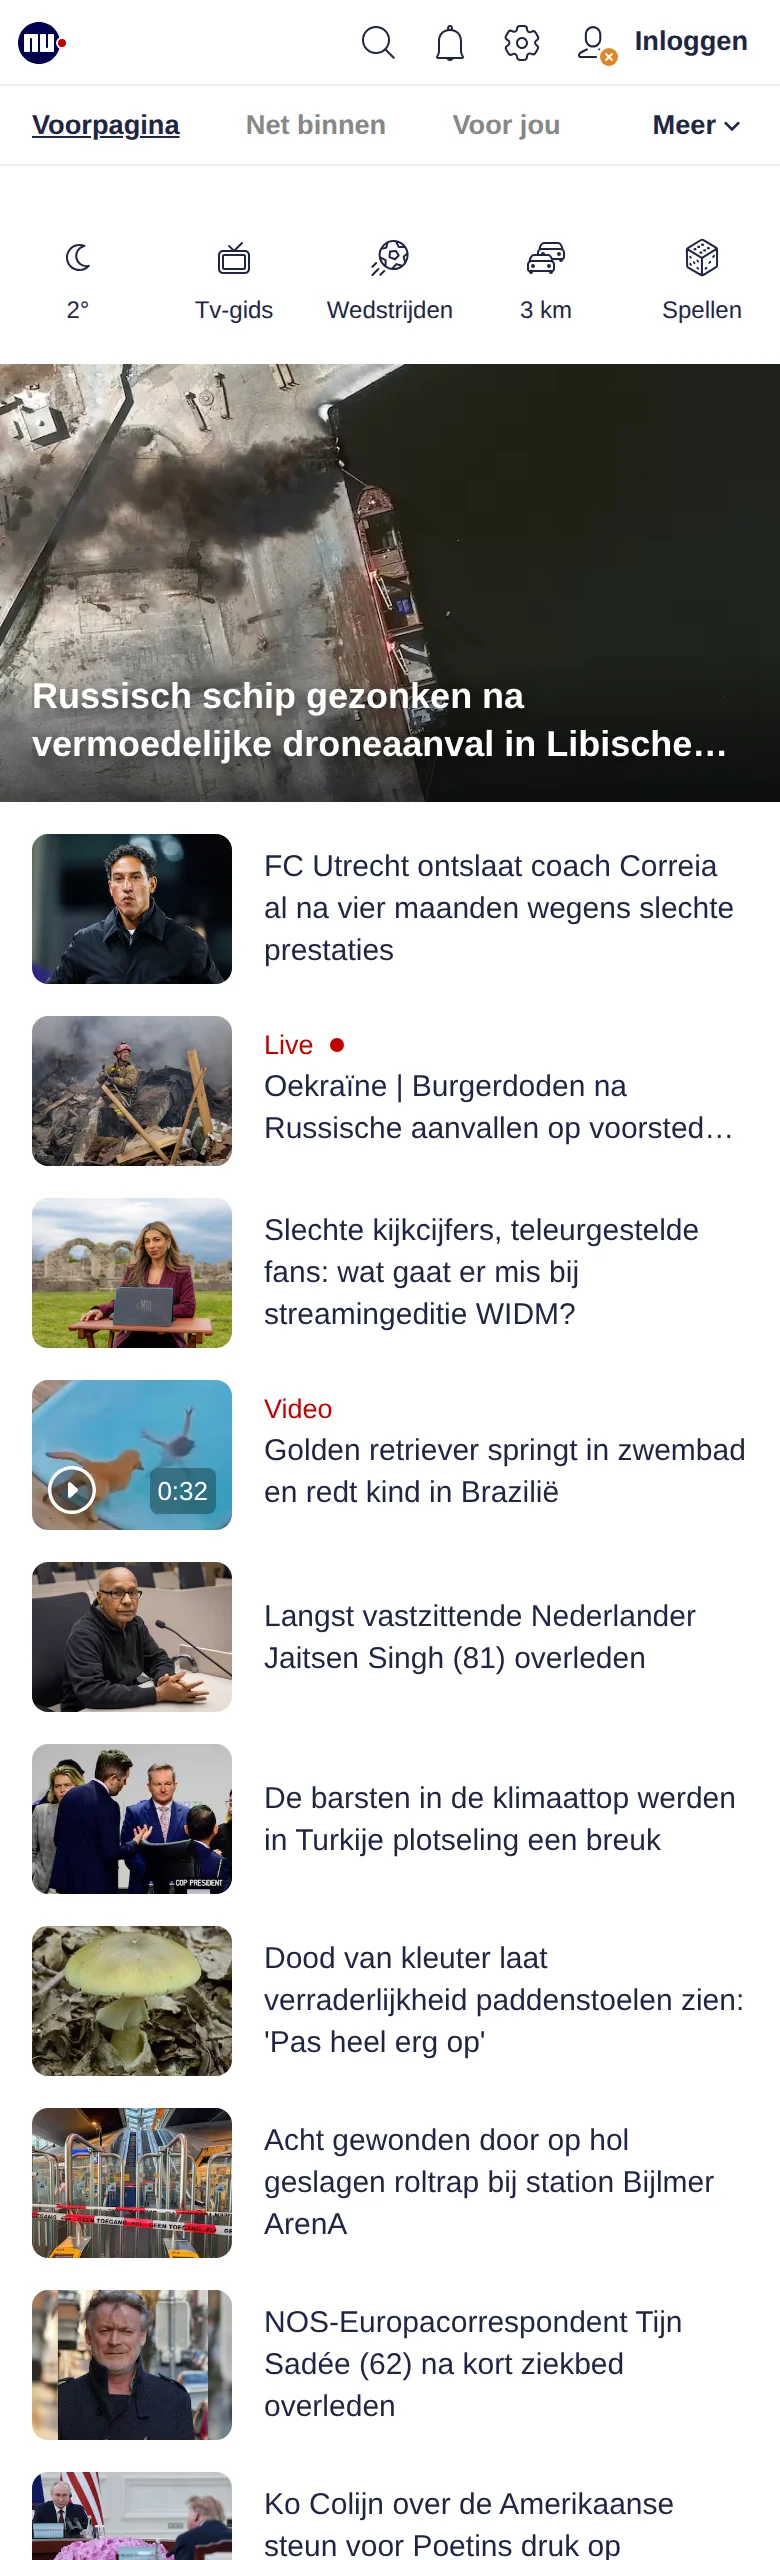 nu
Inloggen
Voorpagina
Net binnen
Voor jou
Meer
2°
Tv-gids
Wedstrijden
3 km
Spellen
Russisch schip gezonken na
vermoedelijke droneaanval in Libische…
FC Utrecht ontslaat coach Correia
al na vier maanden wegens slechte
prestaties
Live
Oekraïne | Burgerdoden na
Russische aanvallen op voorsted…
Slechte kijkcijfers, teleurgestelde
fans: wat gaat er mis bij
streamingeditie WIDM?
Video
0:32
Golden retriever springt in zwembad
en redt kind in Brazilië
Langst vastzittende Nederlander
Jaitsen Singh (81) overleden
COP PRESIDENT
De barsten in de klimaattop werden
in Turkije plotseling een breuk
Dood van kleuter laat
verraderlijkheid paddenstoelen zien:
'Pas heel erg op'
GEEN TOEGANG
Acht gewonden door op hol
geslagen roltrap bij station Bijlmer
ArenA
NOS-Europacorrespondent Tijn
Sadée (62) na kort ziekbed
overleden
Ko Colijn over de Amerikaanse
steun voor Poetins druk op